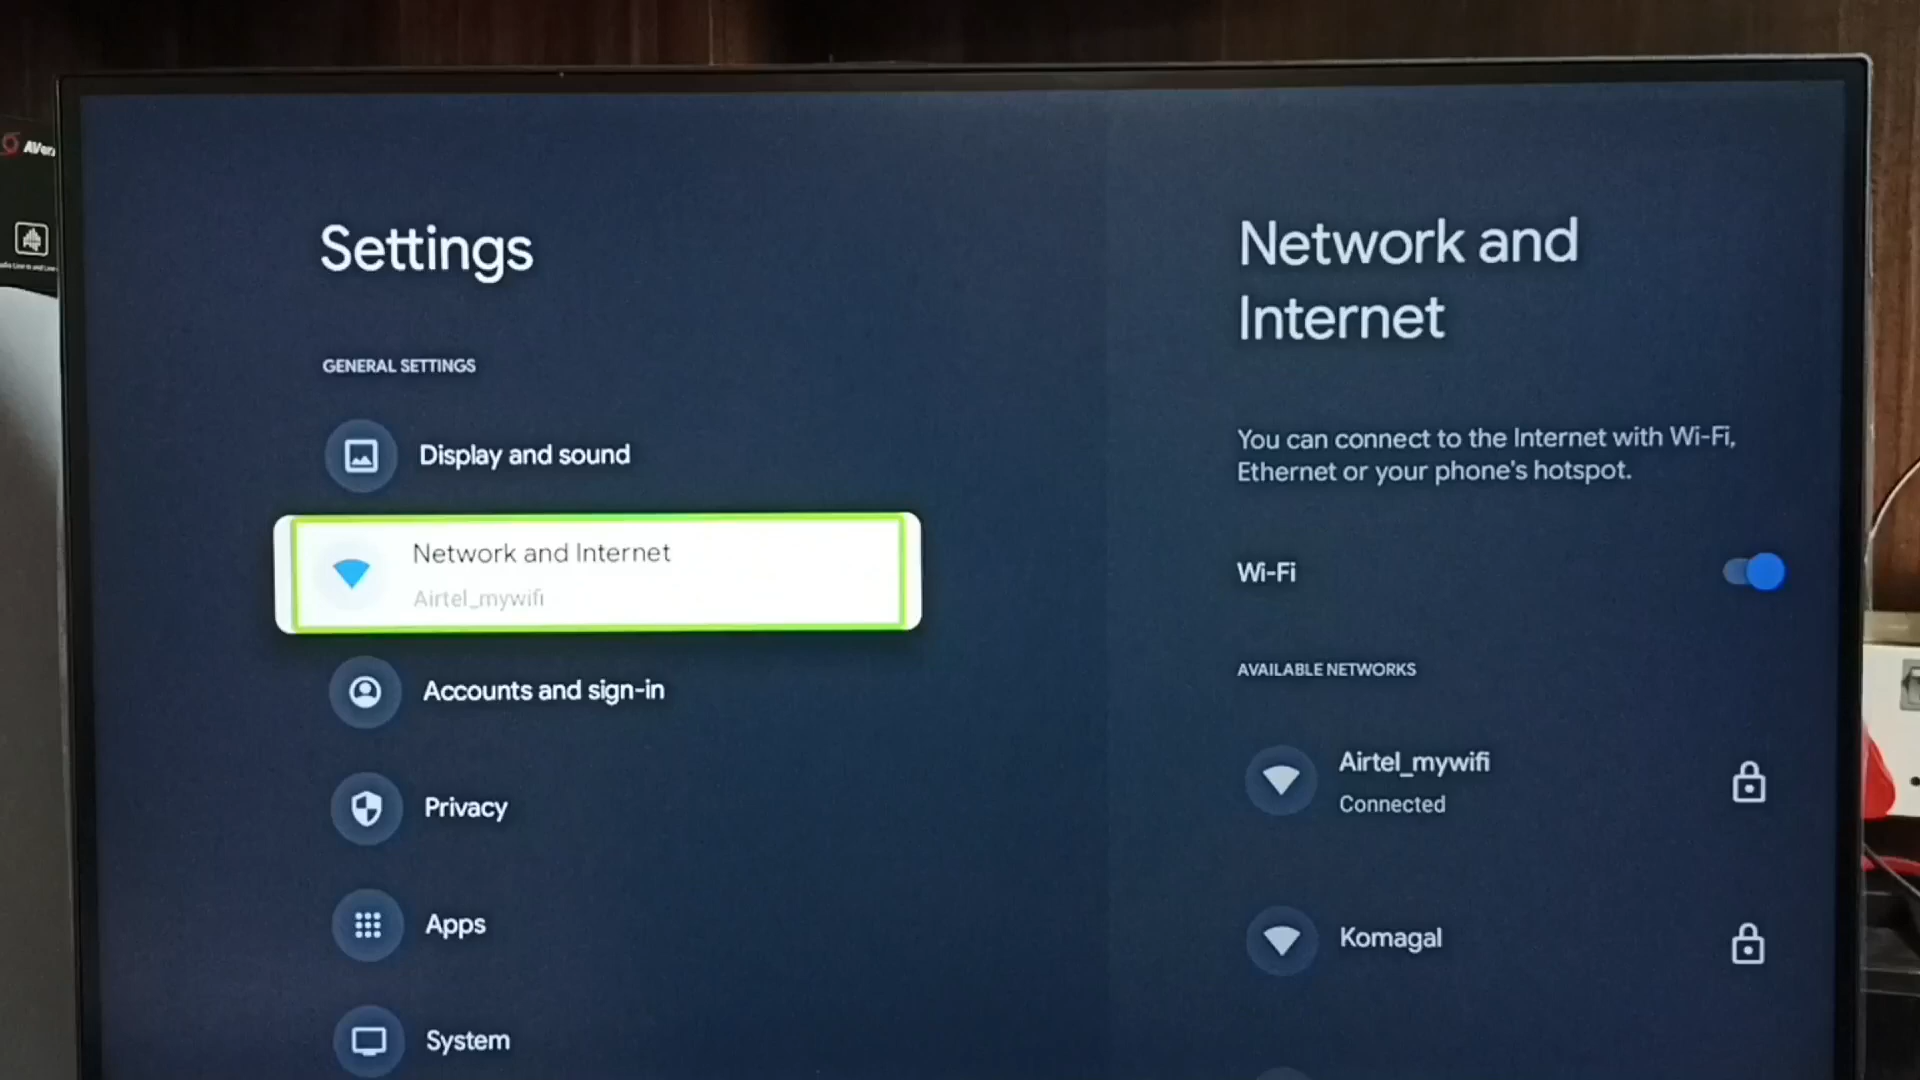 Settings
GENERAL SETTINGS
Display and sound
Network and Internet
Airtel_mywifi
Accounts and sign-in
Privacy
Apps
System
Network and
Internet
You can connect to the Internet with Wi-Fi,
Ethernet or your phone's hotspot.
Wi-Fi
AVAILABLE NETWORKS
Airtel_mywifi
Connected
Komagal